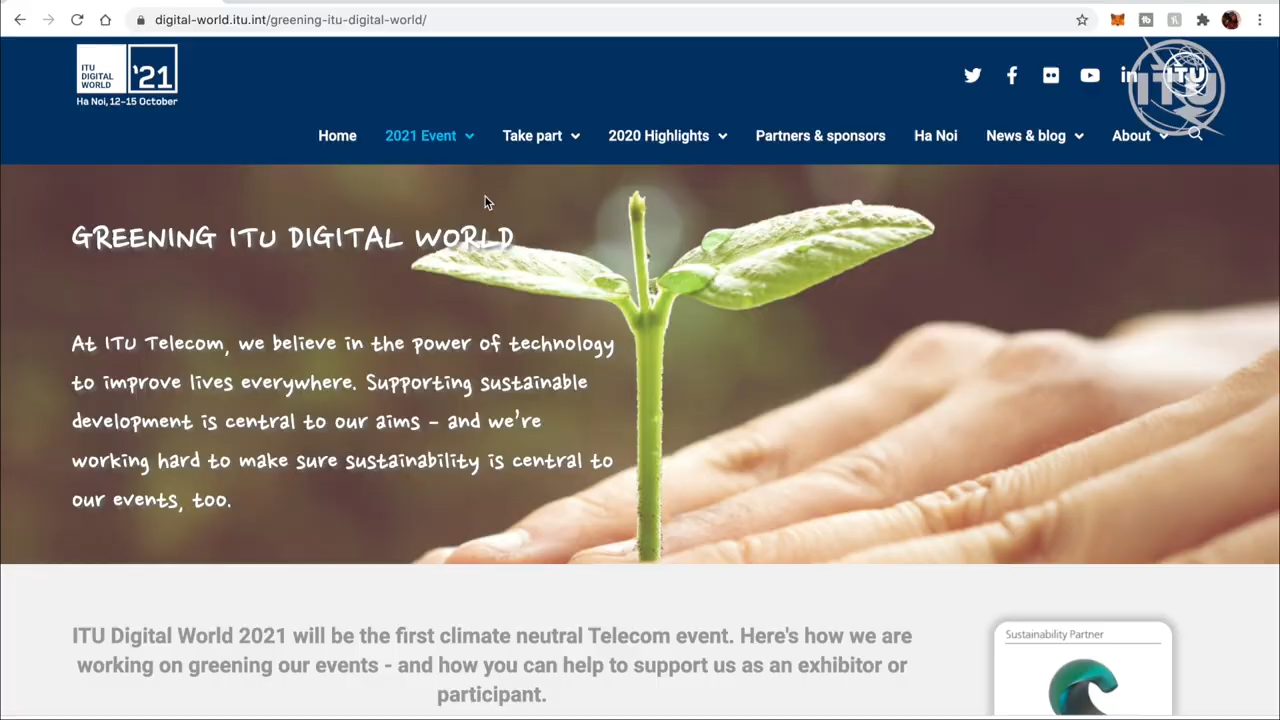 digital-world.itu.int/greening-itu-digital-world/
ITU
DIGITAL
WORLD
'21
Ha Noi, 12–15 October
ITU
Home
2021 Event
Take part
2020 Highlights
Partners & sponsors
Ha Noi
News & blog
About
GREENING ITU DIGITAL WORLD
At ITU Telecom, we believe in the power of technology
to improve lives everywhere. Supporting sustainable
development is central to our aims – and we're
working hard to make sure sustainability is central to
our events, too.
ITU Digital World 2021 will be the first climate neutral Telecom event. Here's how we are
working on greening our events - and how you can help to support us as an exhibitor or
participant.
Sustainability Partner